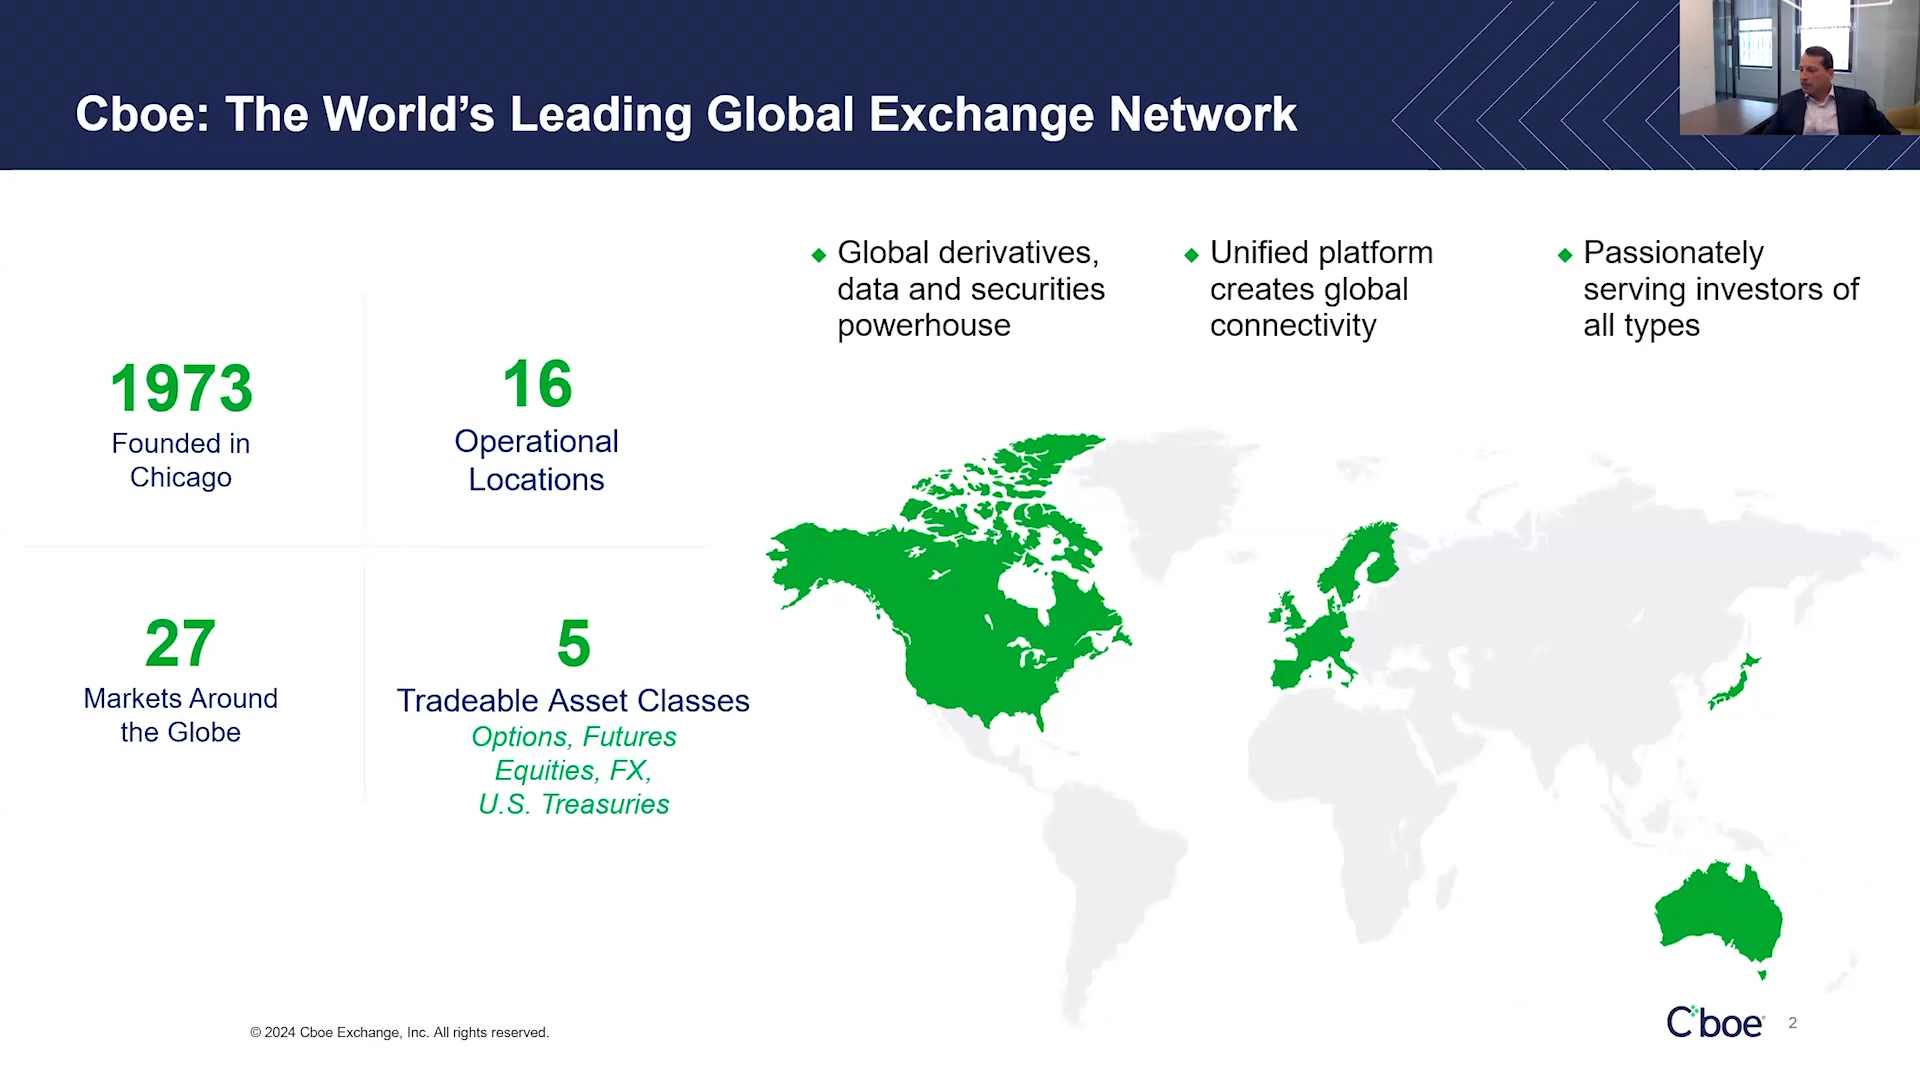 Cboe: The World’s Leading Global Exchange Network
Global derivatives,
data and securities
powerhouse
Unified platform
creates global
connectivity
Passionately
serving investors of
all types
1973
Founded in
Chicago
16
Operational
Locations
27
Markets Around
the Globe
5
Tradeable Asset Classes
Options, Futures
Equities, FX,
U.S. Treasuries
© 2024 Cboe Exchange, Inc. All rights reserved.
Cboe
2